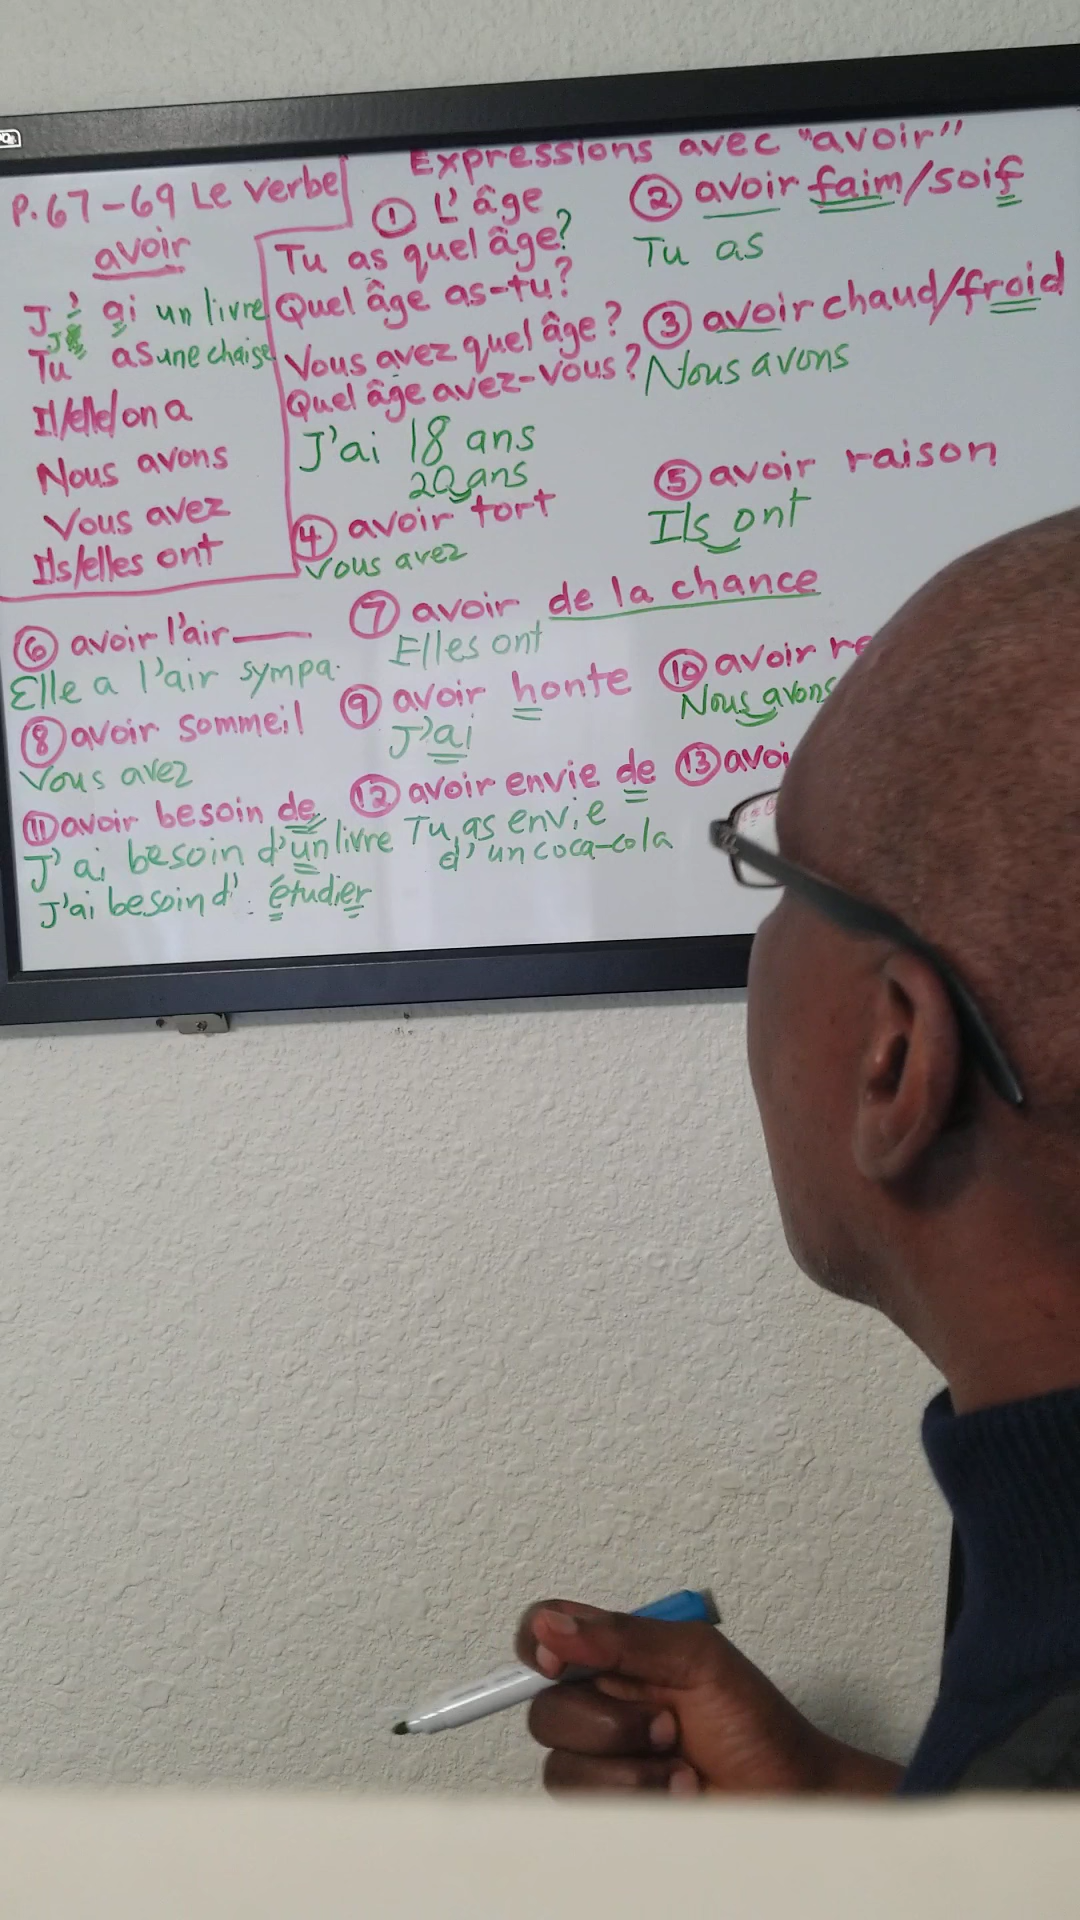 Expressions avec "avoir"
P. 67-69 Le verbe
avoir
J' ai un livre
Tu as une chaise
Il/elle/on a
Nous avons
Vous avez
Ils/elles ont
① L'âge
Tu as quel âge?
Quel âge as-tu?
Vous avez quel âge?
Quel âge avez-vous?
J'ai 18 ans
20 ans
② avoir faim/soif
Tu as
③ avoir chaud/froid
Nous avons
④ avoir tort
Vous avez
⑤ avoir raison
Ils ont
⑥ avoir l'air
Elle a l'air sympa.
⑦ avoir de la chance
Elles ont
⑧ avoir sommeil
Vous avez
⑨ avoir honte
J'ai
⑩ avoir
Nous avons
⑪ avoir besoin de
J'ai besoin d'un livre
J'ai besoin d' étudier
⑫ avoir envie de
Tu as envie
d'un coca-cola
⑬